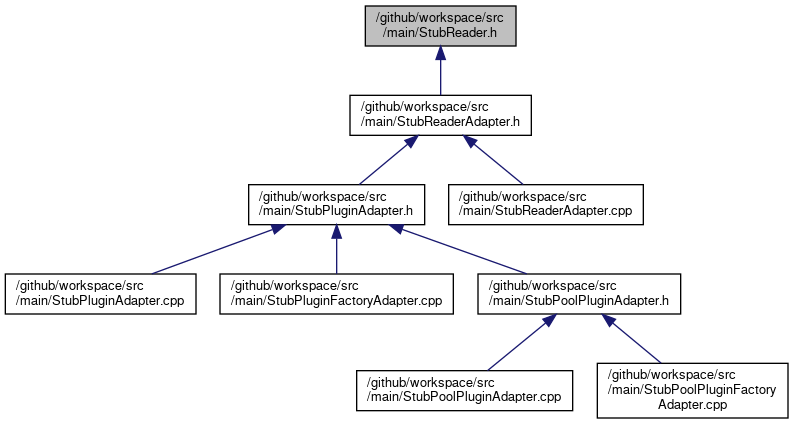 /github/workspace/src
/main/StubReader.h
/github/workspace/src
/main/StubReaderAdapter.h
/github/workspace/src
/main/StubPluginAdapter.h
/github/workspace/src
/main/StubReaderAdapter.cpp
/github/workspace/src
/main/StubPluginAdapter.cpp
/github/workspace/src
/main/StubPluginFactoryAdapter.cpp
/github/workspace/src
/main/StubPoolPluginAdapter.h
/github/workspace/src
/main/StubPoolPluginAdapter.cpp
/github/workspace/src
/main/StubPoolPluginFactory
Adapter.cpp